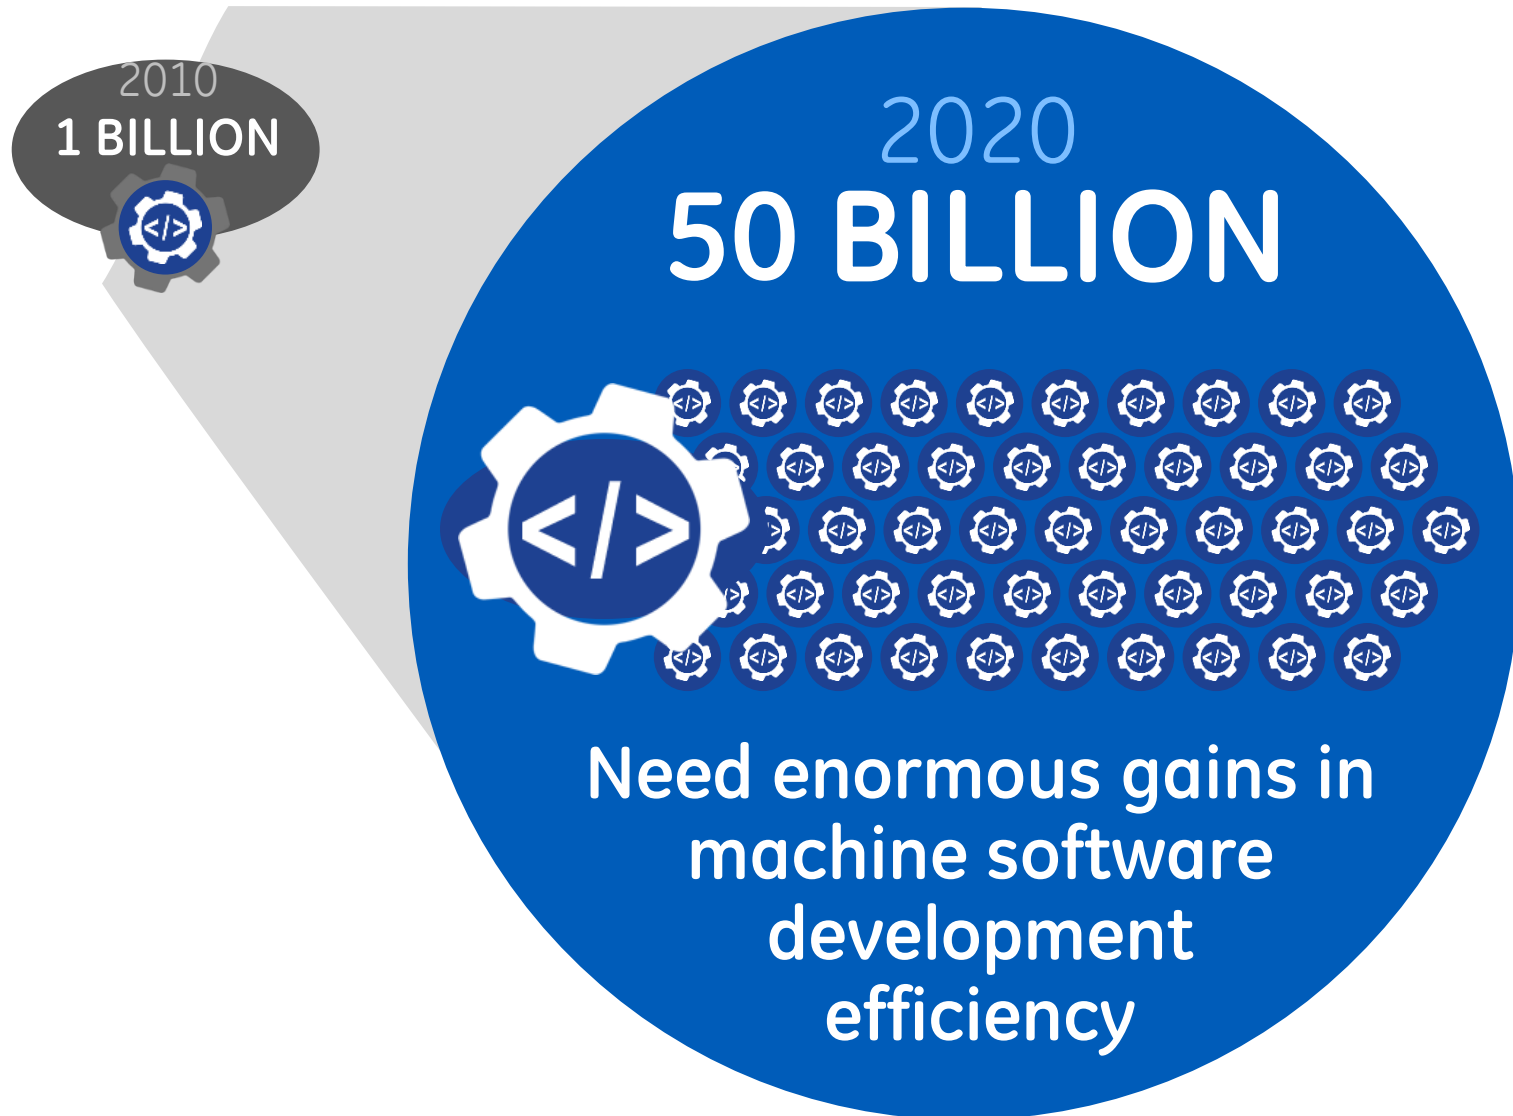 2010
1 BILLION
</>
2020
50 BILLION
</>
</> </> </> </> </> </> </> </> </> </>
</> </> </> </> </> </> </> </> </>
</> </> </> </> </> </> </> </> </>
</> </> </> </> </> </> </> </> </>
</> </> </> </> </> </> </> </> </> </>
Need enormous gains in
machine software
development
efficiency